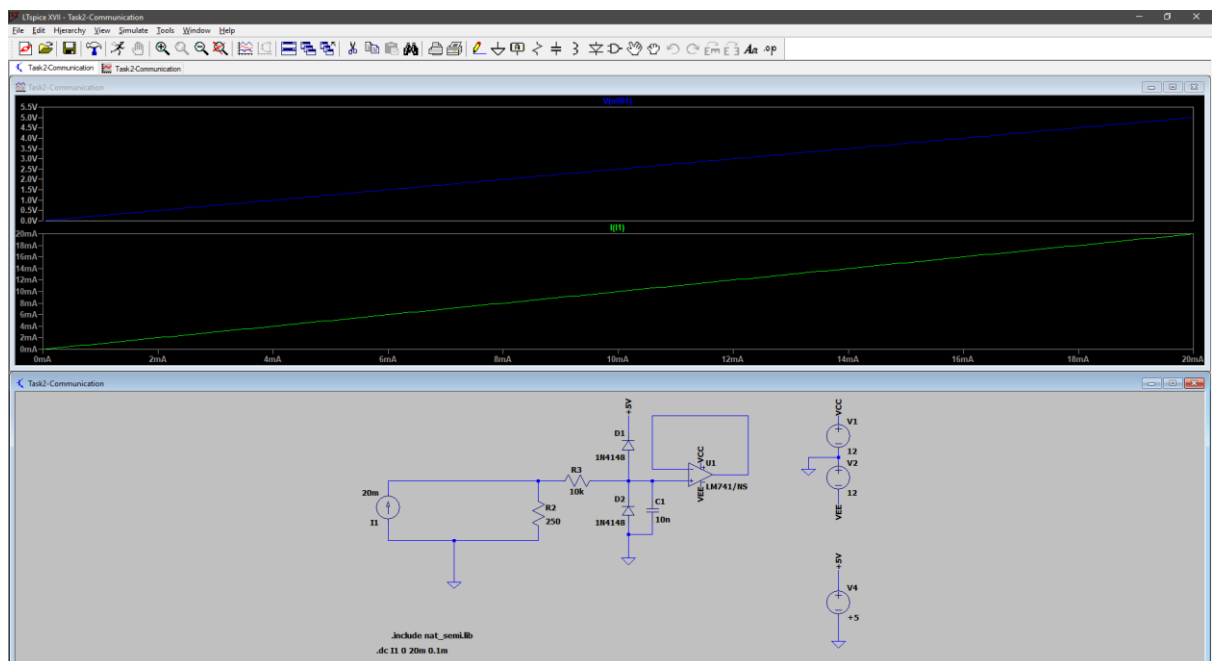 LTspice XVII - Task2-Communication
File Edit Hierarchy View Simulate Tools Window Help
Task2-Communication Task2-Communication
Task2-Communication
V(n001)
5.5V
5.0V
4.5V
4.0V
3.5V
3.0V
2.5V
2.0V
1.5V
1.0V
0.5V
0.0V
I(I1)
20mA
18mA
16mA
14mA
12mA
10mA
8mA
6mA
4mA
2mA
0mA
0mA 2mA 4mA 6mA 8mA 10mA 12mA 14mA 16mA 18mA 20mA
Task2-Communication
+5V
D1
1N4148
R3
10k
20m
I1
R2
250
D2
1N4148
C1
10n
VCC
U1
VEE
LM741/NS
VCC
V1
12
V2
12
VEE
+5V
V4
+5
.include nat_semi.lib
.dc I1 0 20m 0.1m